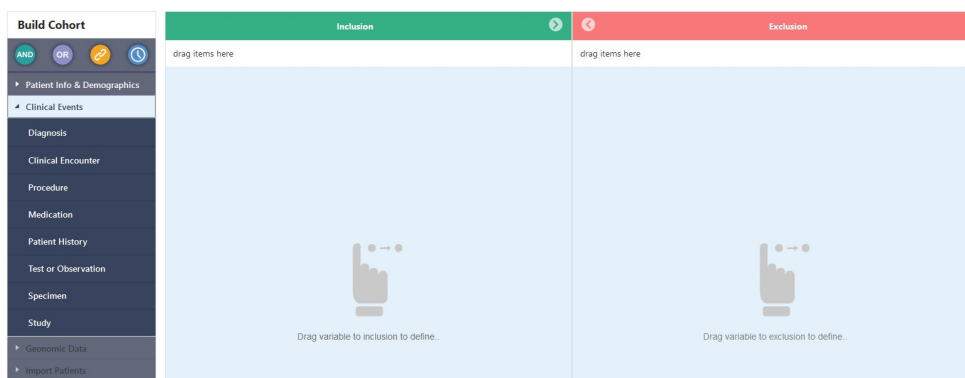 Build Cohort
Inclusion
Exclusion
AND
OR
drag items here
drag items here
Patient Info & Demographics
Clinical Events
Diagnosis
Clinical Encounter
Procedure
Medication
Patient History
Test or Observation
Specimen
Study
Geonomic Data
Import Patients
Drag variable to inclusion to define..
Drag variable to exclusion to define..